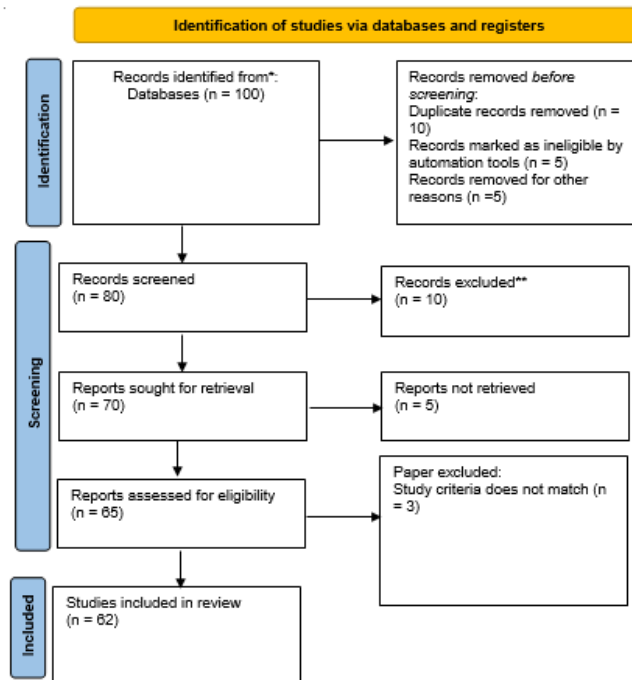 Identification of studies via databases and registers
Identification
Records identified from*:
Databases (n = 100)
Records removed before
screening:
Duplicate records removed (n =
10)
Records marked as ineligible by
automation tools (n = 5)
Records removed for other
reasons (n =5)
Screening
Records screened
(n = 80)
Records excluded**
(n = 10)
Reports sought for retrieval
(n = 70)
Reports not retrieved
(n = 5)
Reports assessed for eligibility
(n = 65)
Paper excluded:
Study criteria does not match (n
= 3)
Included
Studies included in review
(n = 62)